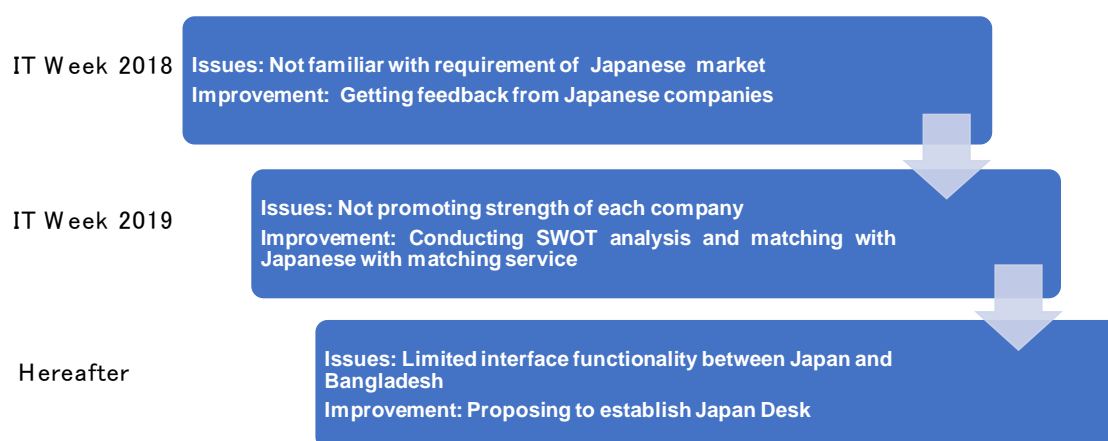 IT Week 2018
Issues: Not familiar with requirement of Japanese market
Improvement: Getting feedback from Japanese companies
IT Week 2019
Issues: Not promoting strength of each company
Improvement: Conducting SWOT analysis and matching with
Japanese with matching service
Hereafter
Issues: Limited interface functionality between Japan and
Bangladesh
Improvement: Proposing to establish Japan Desk